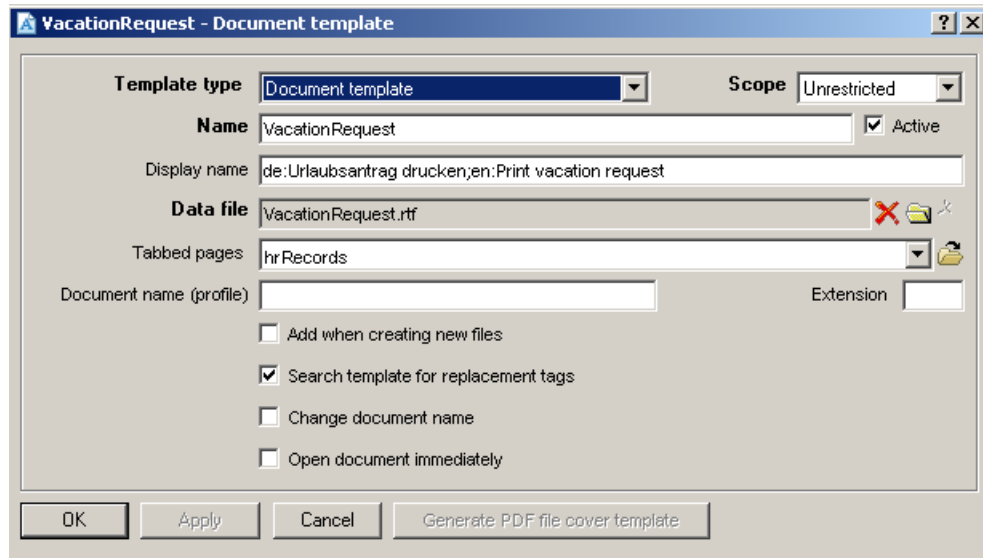 VacationRequest - Document template
Template type Document template Scope Unrestricted
Name VacationRequest Active
Display name de:Urlaubsantrag drucken;en:Print vacation request
Data file VacationRequest.rtf
Tabbed pages hrRecords
Document name (profile) Extension
Add when creating new files
Search template for replacement tags
Change document name
Open document immediately
OK Apply Cancel Generate PDF file cover template